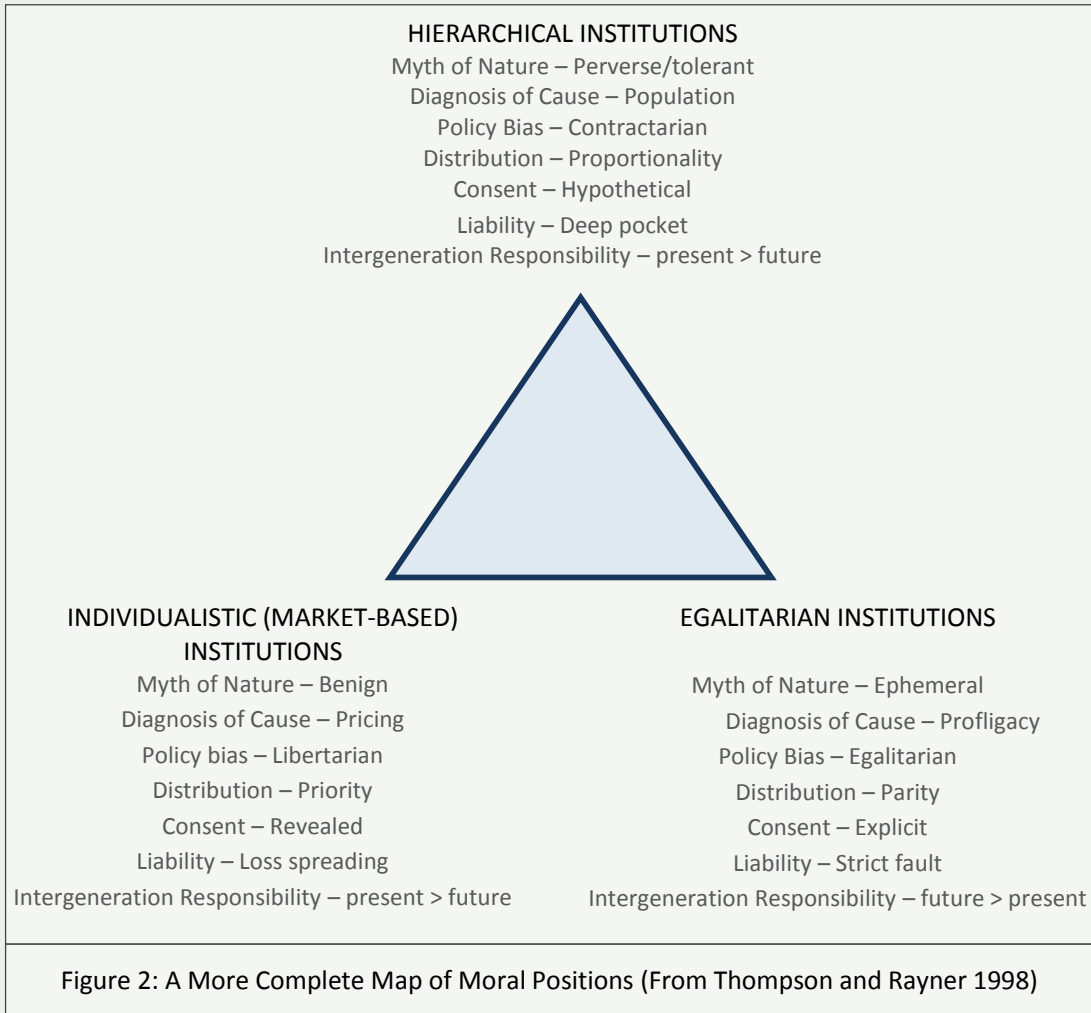 HIERARCHICAL INSTITUTIONS
Myth of Nature – Perverse/tolerant
Diagnosis of Cause – Population
Policy Bias – Contractarian
Distribution – Proportionality
Consent – Hypothetical
Liability – Deep pocket
Intergeneration Responsibility – present > future
INDIVIDUALISTIC (MARKET-BASED)
INSTITUTIONS
Myth of Nature – Benign
Diagnosis of Cause – Pricing
Policy bias – Libertarian
Distribution – Priority
Consent – Revealed
Liability – Loss spreading
Intergeneration Responsibility – present > future
EGALITARIAN INSTITUTIONS
Myth of Nature – Ephemeral
Diagnosis of Cause – Profligacy
Policy Bias – Egalitarian
Distribution – Parity
Consent – Explicit
Liability – Strict fault
Intergeneration Responsibility – future > present
Figure 2: A More Complete Map of Moral Positions (From Thompson and Rayner 1998)